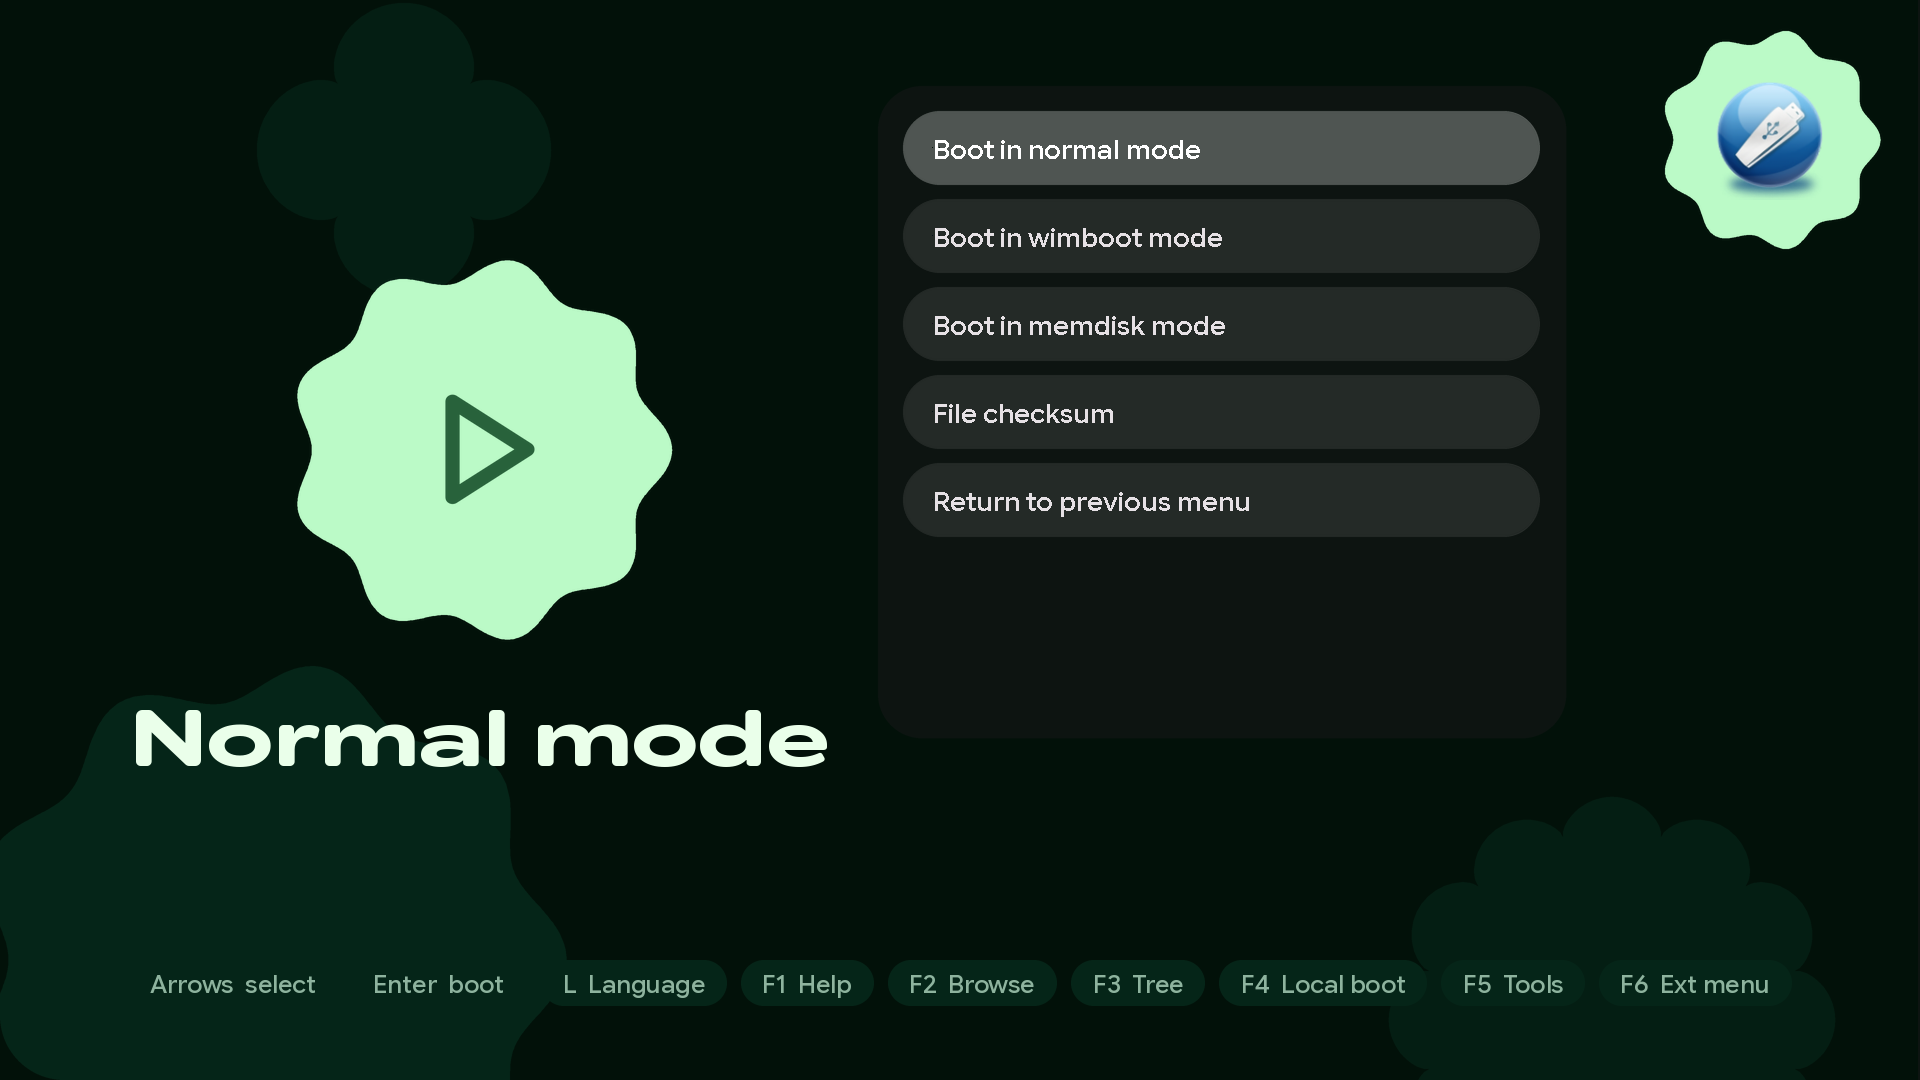 Boot in normal mode
Boot in wimboot mode
Boot in memdisk mode
File checksum
Return to previous menu
Normal mode
Arrows select Enter boot L Language F1 Help F2 Browse F3 Tree F4 Local boot F5 Tools F6 Ext menu